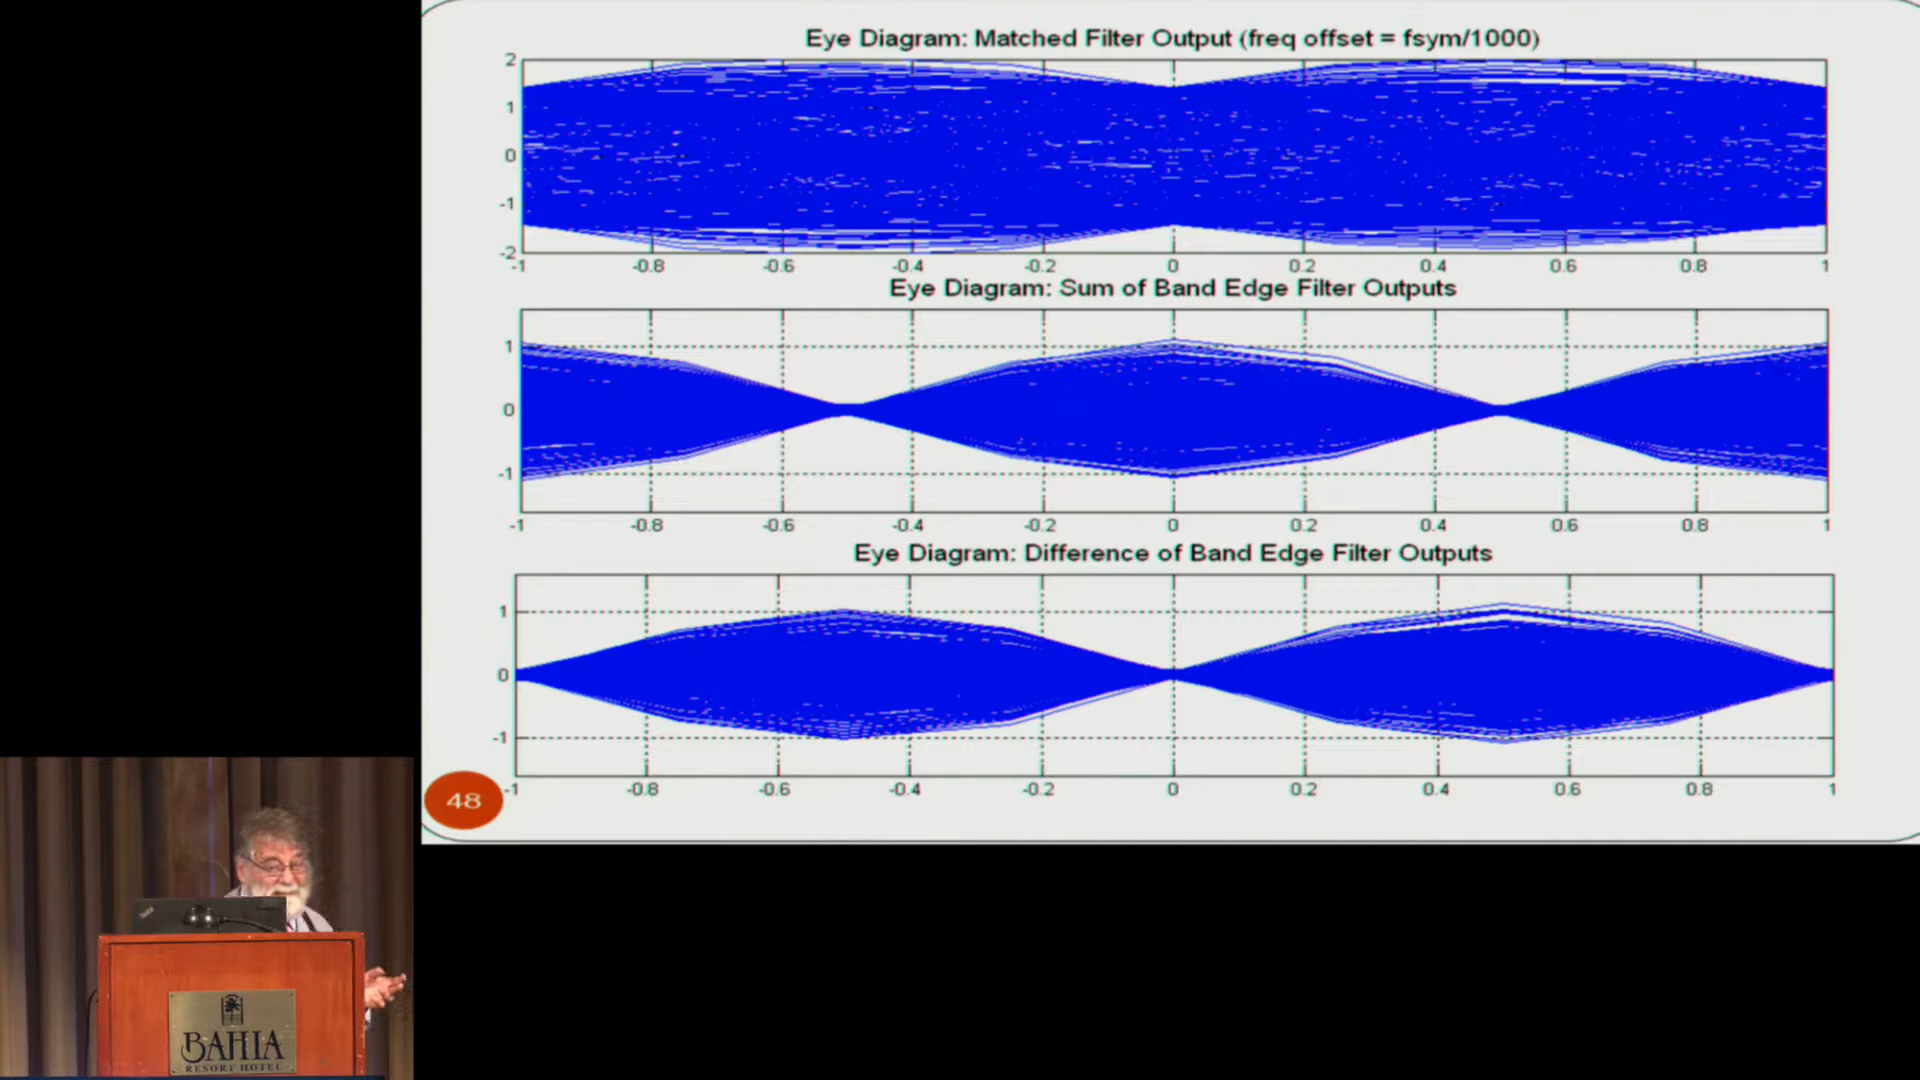 Eye Diagram: Matched Filter Output (freq offset = fsym/1000)
2
1
0
-1
-2
-1 -0.8 -0.6 -0.4 -0.2 0 0.2 0.4 0.6 0.8 1
Eye Diagram: Sum of Band Edge Filter Outputs
1
0
-1
-1 -0.8 -0.6 -0.4 -0.2 0 0.2 0.4 0.6 0.8 1
Eye Diagram: Difference of Band Edge Filter Outputs
1
0
-1
-1 -0.8 -0.6 -0.4 -0.2 0 0.2 0.4 0.6 0.8 1
48
BAHIA
RESORT HOTEL